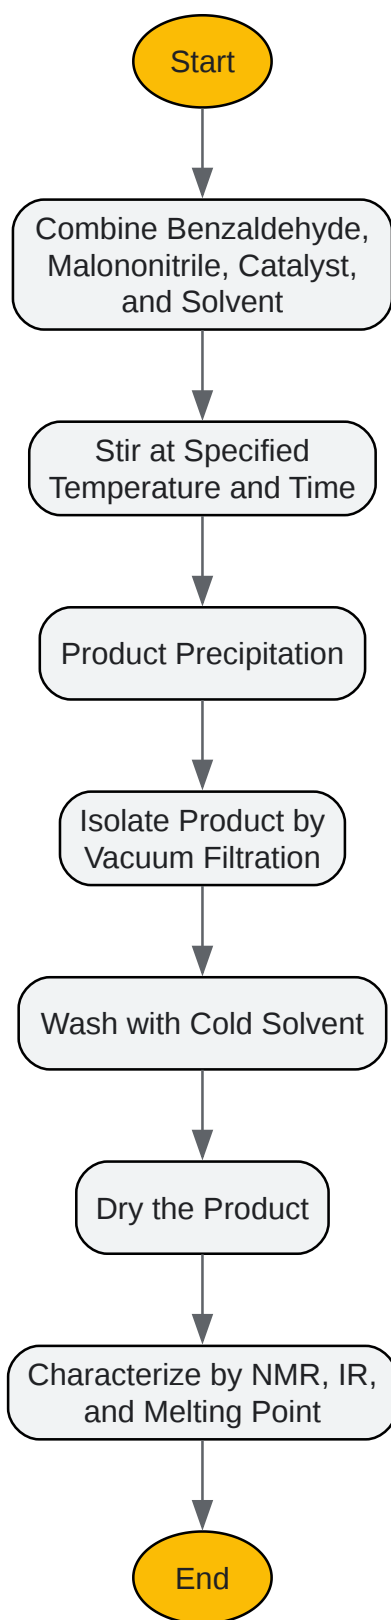 Start
Combine Benzaldehyde,
Malononitrile, Catalyst,
and Solvent
Stir at Specified
Temperature and Time
Product Precipitation
Isolate Product by
Vacuum Filtration
Wash with Cold Solvent
Dry the Product
Characterize by NMR, IR,
and Melting Point
End